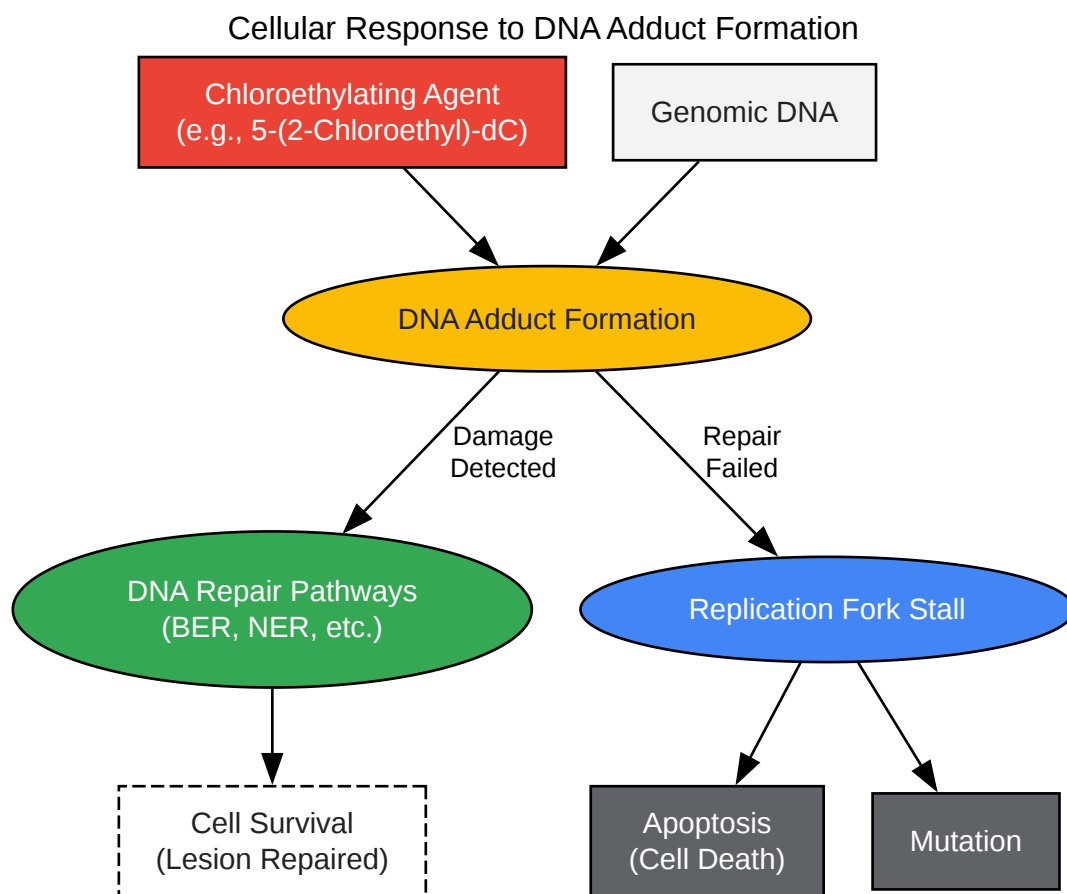 Cellular Response to DNA Adduct Formation
Chloroethylating Agent
(e.g., 5-(2-Chloroethyl)-dC)
Genomic DNA
DNA Adduct Formation
Damage
Detected
Repair
Failed
DNA Repair Pathways
(BER, NER, etc.)
Replication Fork Stall
Cell Survival
(Lesion Repaired)
Apoptosis
(Cell Death)
Mutation